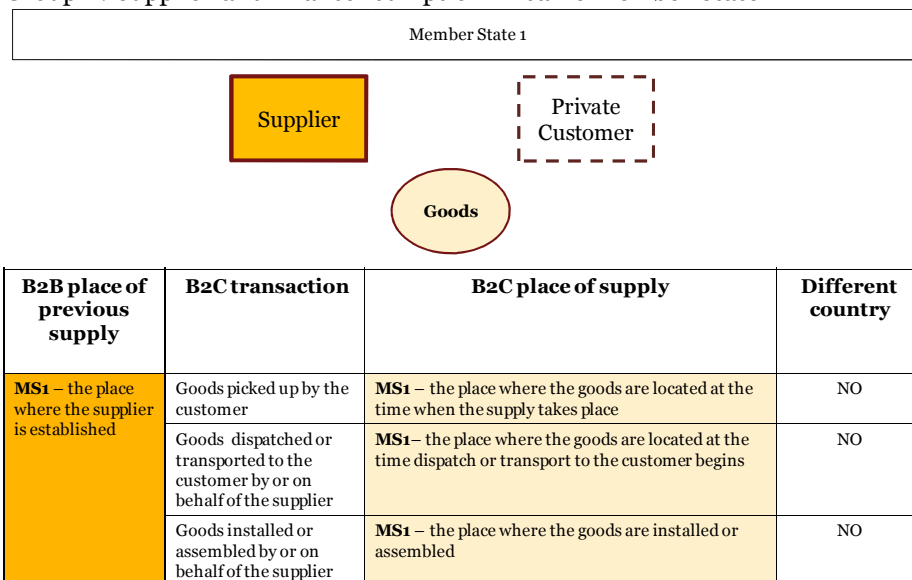 Member State 1
Supplier
Private
Customer
Goods
B2B place of
previous
supply
B2C transaction
B2C place of supply
Different
country
MS1 – the place
where the supplier
is established
Goods picked up by the
customer
MS1 – the place where the goods are located at the
time when the supply takes place
NO
Goods dispatched or
transported to the
customer by or on
behalf of the supplier
MS1– the place where the goods are located at the
time dispatch or transport to the customer begins
NO
Goods installed or
assembled by or on
behalf of the supplier
MS1 – the place where the goods are installed or
assembled
NO